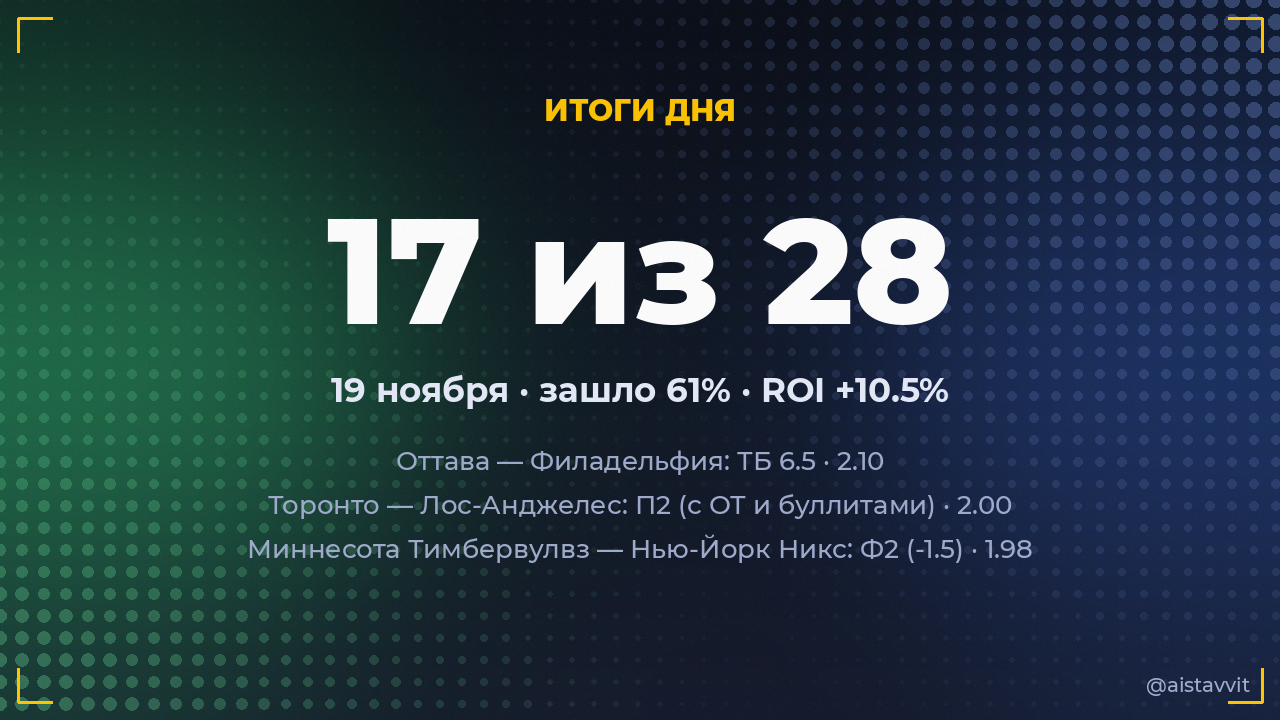 ИТОГИ ДНЯ
17 из 28
19 ноября · зашло 61% · ROI +10.5%
Оттава — Филадельфия: ТБ 6.5 · 2.10
Торонто — Лос-Анджелес: П2 (с ОТ и буллитами) · 2.00
Миннесота Тимбервулвз — Нью-Йорк Никс: Ф2 (-1.5) · 1.98
@aistavvit